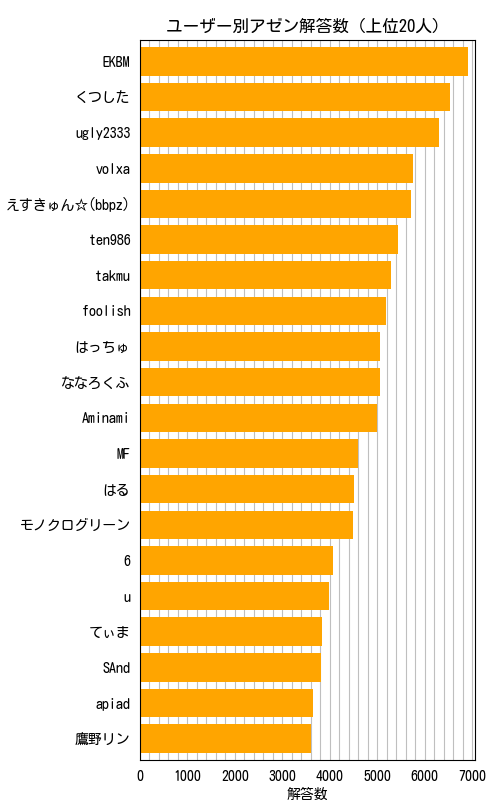 ユーザー別アゼン解答数 (上位20人)
EKBM
くつした
ugly2333
volxa
えすきゅん☆(bbpz)
ten986
takmu
foolish
はっちゅ
ななろくふ
Aminami
MF
はる
モノクログリーン
6
u
てぃま
SAnd
apiad
鷹野リン
0 1000 2000 3000 4000 5000 6000 7000
解答数